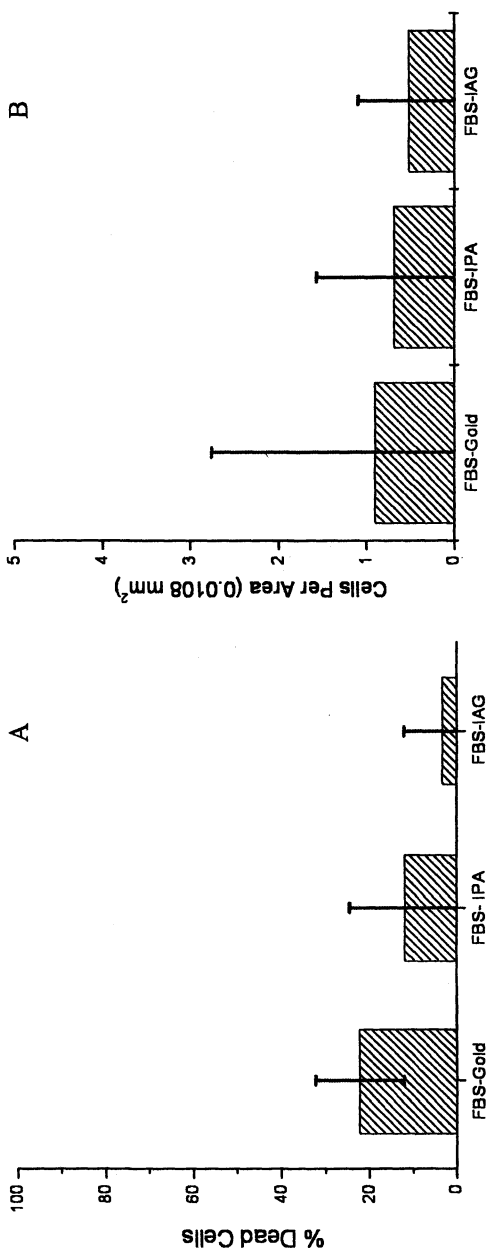 A
% Dead Cells
100
80
60
40
20
0
FBS-Gold
FBS- IPA
FBS-IAG
B
Cells Per Area (0.0108 mm²)
5
4
3
2
1
0
FBS-Gold
FBS-IPA
FBS-IAG